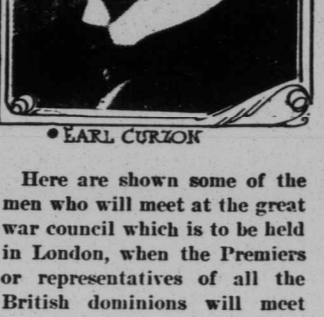 • EARL CURZON
Here are shown some of the
men who will meet at the great
war council which is to be held
in London, when the Premiers
or representatives of all the
British dominions will meet